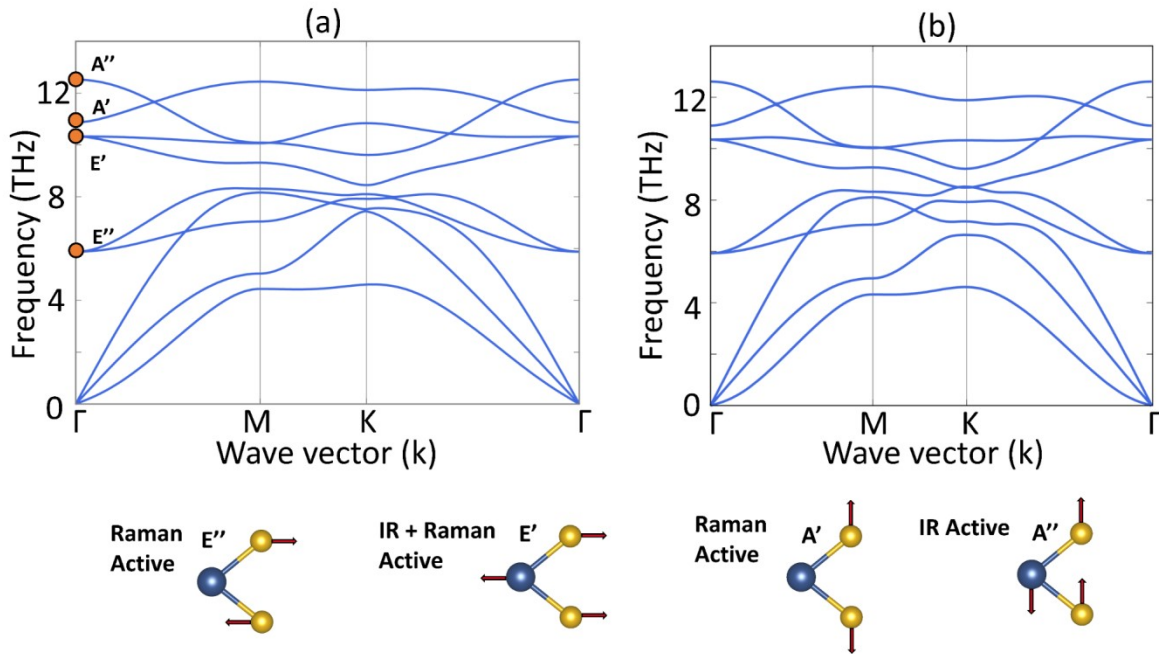 (a)
Frequency (THz)
12
8
4
0
A′′
A′
E′
E′′
Γ
M
K
Γ
Wave vector (k)
(b)
Frequency (THz)
12
8
4
0
Γ
M
K
Γ
Wave vector (k)
Raman
Active
E′′
IR + Raman
Active
E′
Raman
Active
A′
IR Active
A′′